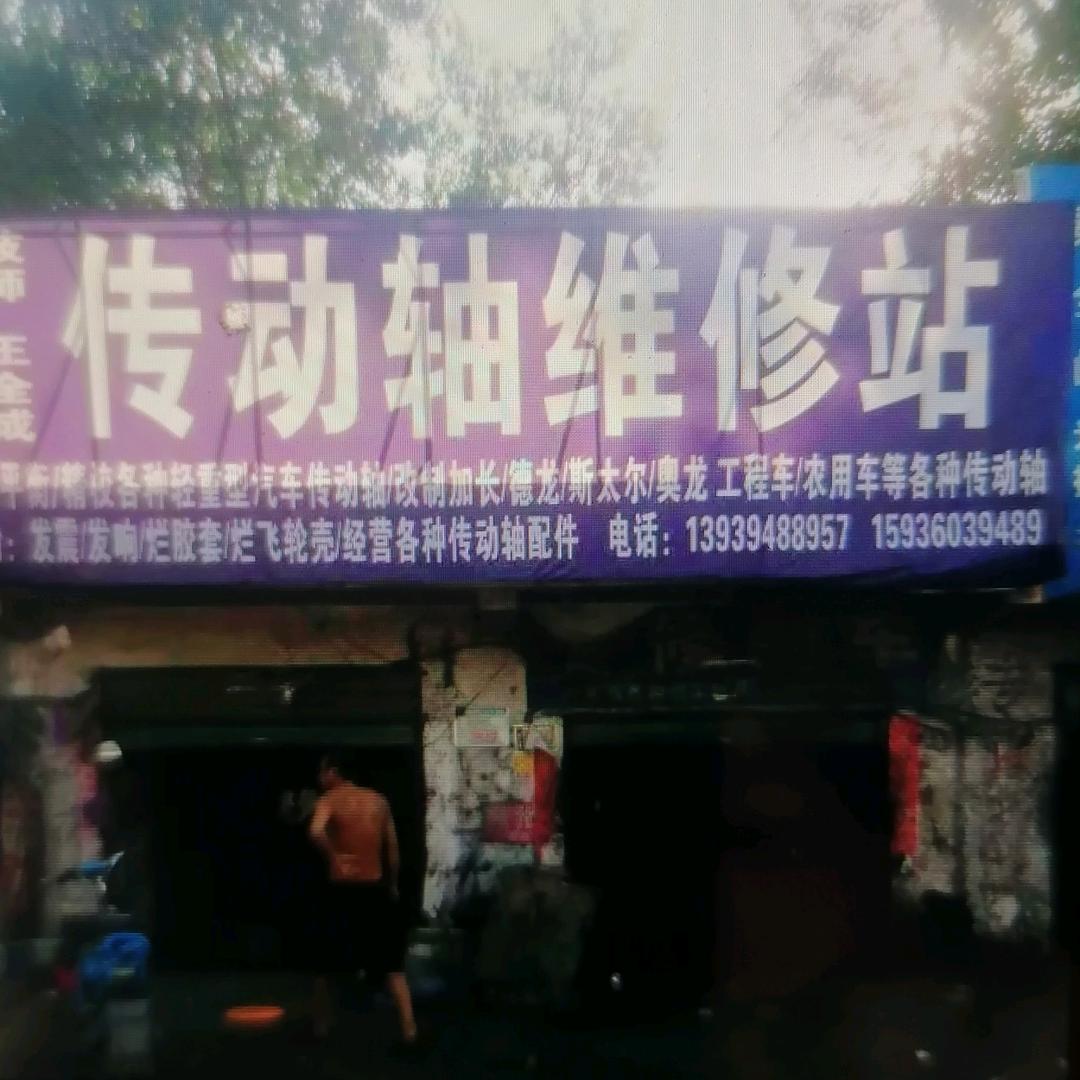 技师 王全成
传动轴维修站
平衡/精校各种轻重型汽车传动轴/改制加长/德龙/斯太尔/奥龙 工程车/农用车等各种传动轴
: 发震/发响/烂胶套/烂飞轮壳/经营各种传动轴配件 电话: 13939488957 15936039489